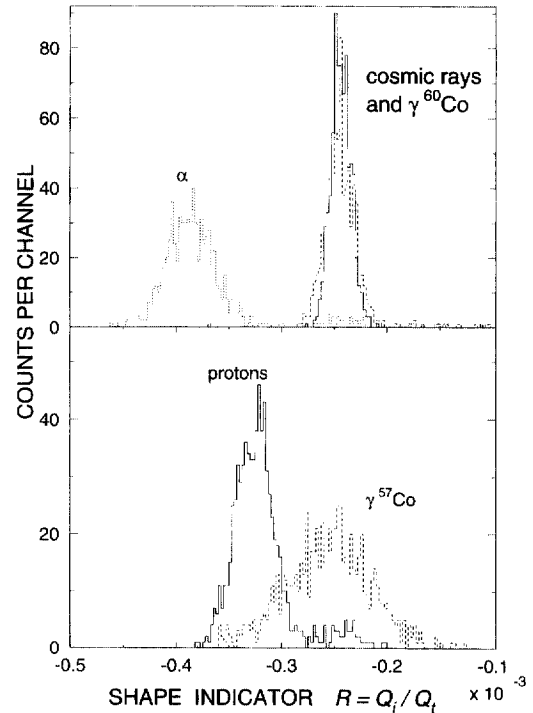 80
60
40
20
0
α
cosmic rays
and γ ⁶⁰Co
COUNTS PER CHANNEL
protons
γ ⁵⁷Co
40
20
0
-0.5
-0.4
-0.3
-0.2
-0.1
SHAPE INDICATOR R = Qᵢ / Qₜ x 10 ⁻³